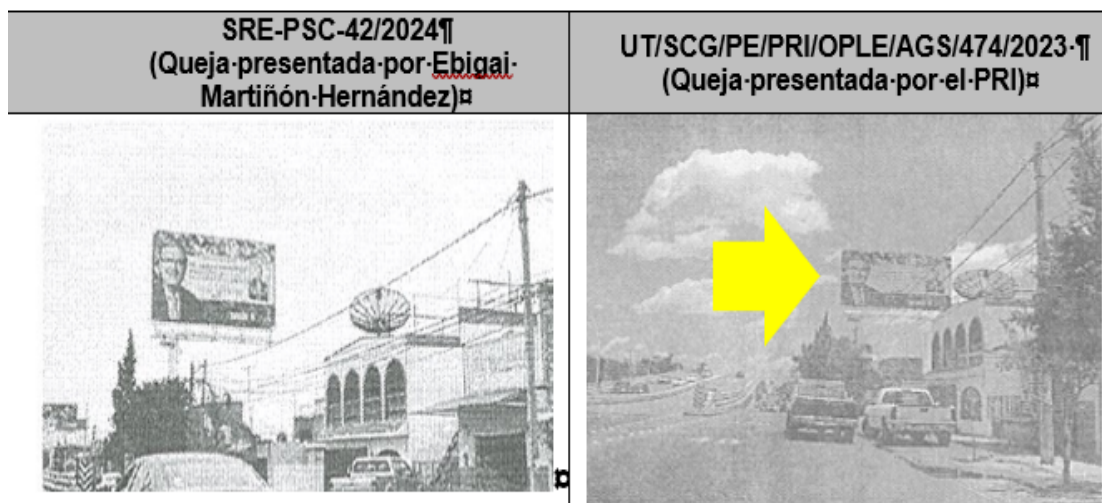 SRE-PSC-42/2024¶
(Queja·presentada·por·Ebigai·
Martiñón·Hernández)¤
UT/SCG/PE/PRI/OPLE/AGS/474/2023·¶
(Queja·presentada·por·el·PRI)¤
¤